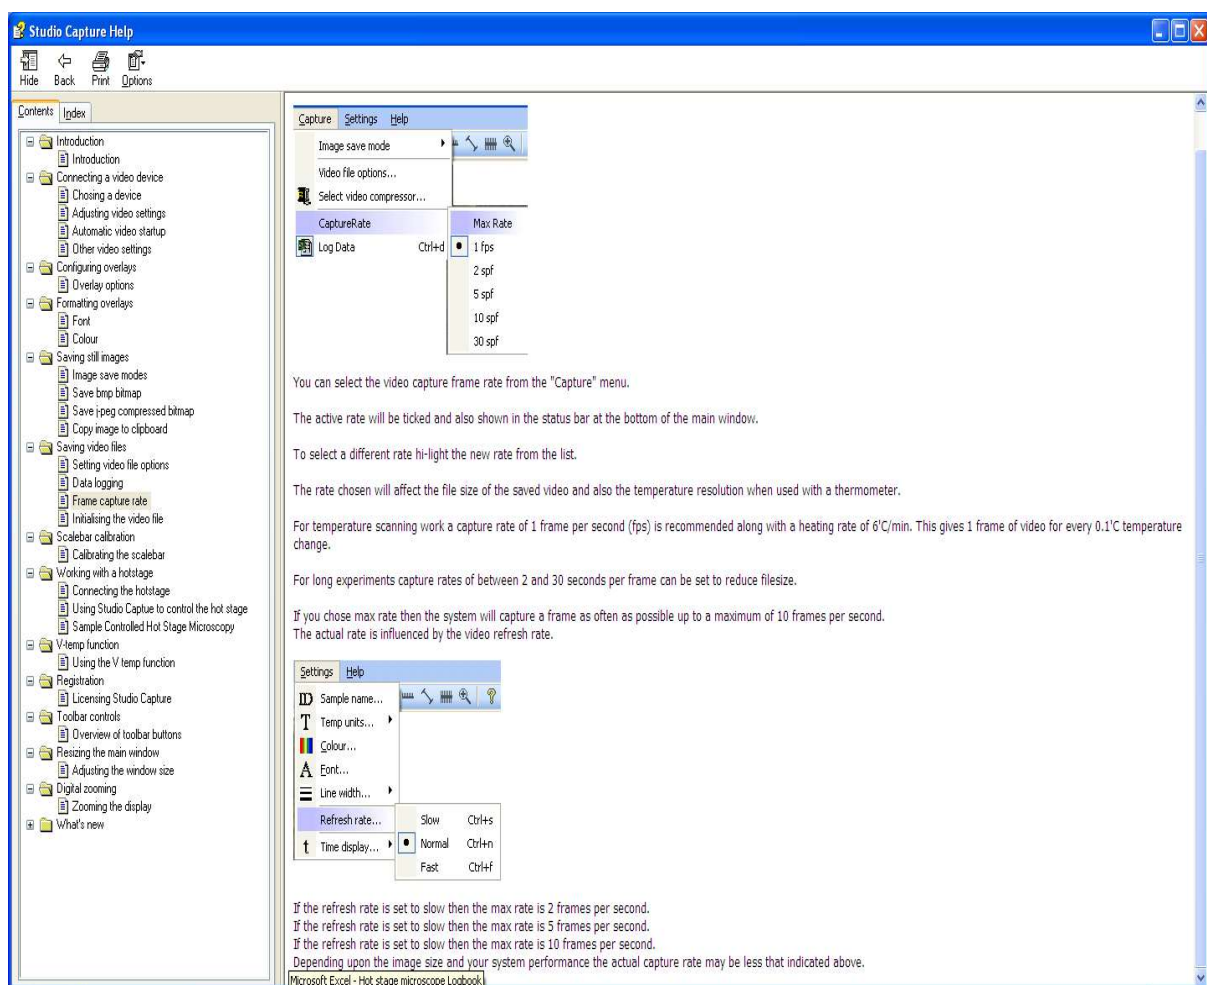 Studio Capture Help
Hide Back Print Options
Contents Index
Introduction
Introduction
Connecting a video device
Chosing a device
Adjusting video settings
Automatic video startup
Other video settings
Configuring overlays
Overlay options
Formatting overlays
Font
Colour
Saving still images
Image save modes
Save bmp bitmap
Save j-peg compressed bitmap
Copy image to clipboard
Saving video files
Setting video file options
Data logging
Frame capture rate
Initialising the video file
Scalebar calibration
Calibrating the scalebar
Working with a hotstage
Connecting the hotstage
Using Studio Captue to control the hot stage
Sample Controlled Hot Stage Microscopy
V-temp function
Using the V temp function
Registration
Licensing Studio Capture
Toolbar controls
Overview of toolbar buttons
Resizing the main window
Adjusting the window size
Digital zooming
Zooming the display
What's new
Capture Settings Help
Image save mode
Video file options...
Select video compressor...
CaptureRate Max Rate
Log Data Ctrl+d 1 fps
2 spf
5 spf
10 spf
30 spf
You can select the video capture frame rate from the "Capture" menu.
The active rate will be ticked and also shown in the status bar at the bottom of the main window.
To select a different rate hi-light the new rate from the list.
The rate chosen will affect the file size of the saved video and also the temperature resolution when used with a thermometer.
For temperature scanning work a capture rate of 1 frame per second (fps) is recommended along with a heating rate of 6'C/min. This gives 1 frame of video for every 0.1'C temperature
change.
For long experiments capture rates of between 2 and 30 seconds per frame can be set to reduce filesize.
If you chose max rate then the system will capture a frame as often as possible up to a maximum of 10 frames per second.
The actual rate is influenced by the video refresh rate.
Settings Help
Sample name...
T Temp units...
Colour...
A Font...
Line width...
Refresh rate... Slow Ctrl+s
t Time display... Normal Ctrl+n
Fast Ctrl+f
If the refresh rate is set to slow then the max rate is 2 frames per second.
If the refresh rate is set to slow then the max rate is 5 frames per second.
If the refresh rate is set to slow then the max rate is 10 frames per second.
Depending upon the image size and your system performance the actual capture rate may be less that indicated above.
Microsoft Excel - Hot stage microscope Logbook